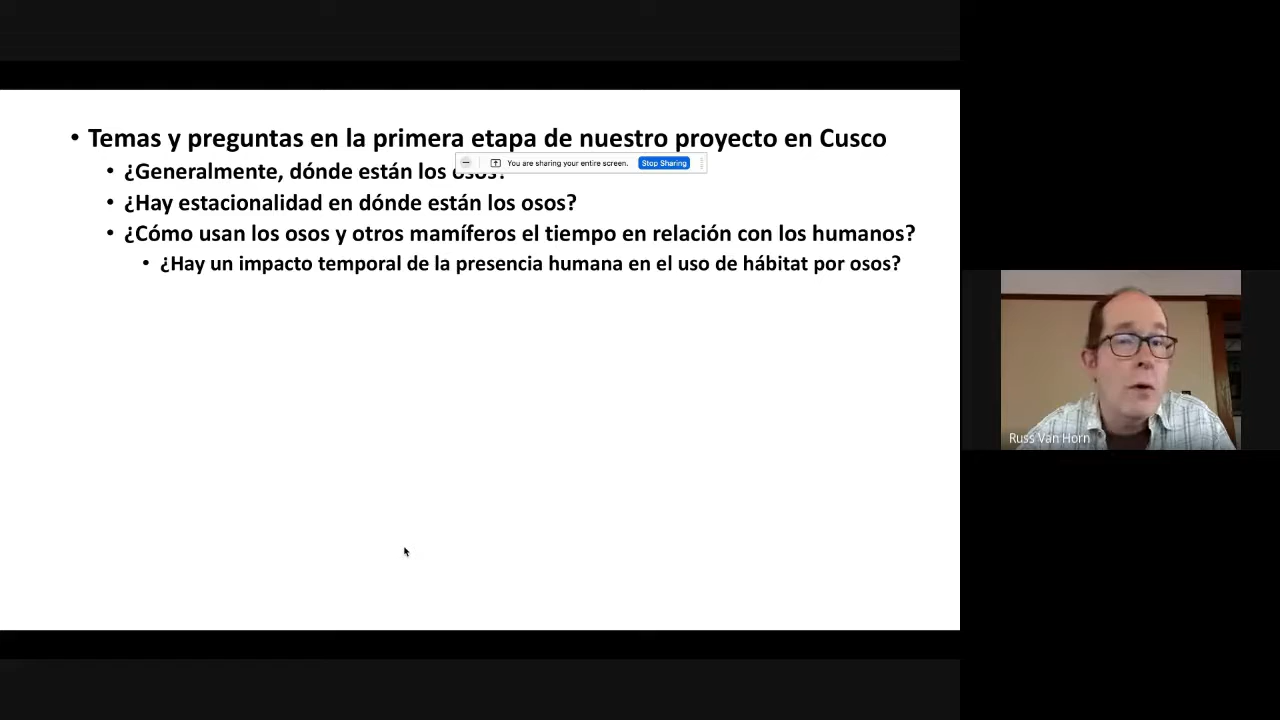 • Temas y preguntas en la primera etapa de nuestro proyecto en Cusco
You are sharing your entire screen. Stop Sharing
• ¿Generalmente, dónde están los osos?
• ¿Hay estacionalidad en dónde están los osos?
• ¿Cómo usan los osos y otros mamíferos el tiempo en relación con los humanos?
• ¿Hay un impacto temporal de la presencia humana en el uso de hábitat por osos?
Russ Van Horn